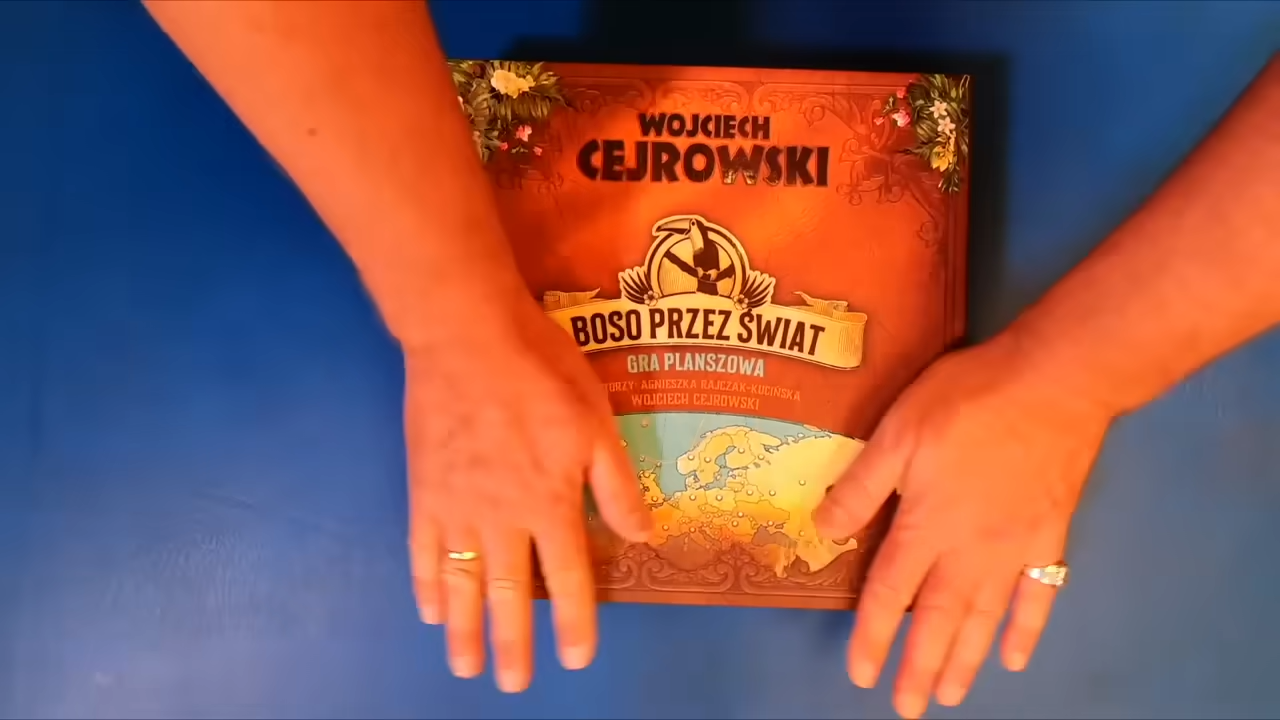 WOJCIECH
CEJROWSKI
BOSO PRZEZ ŚWIAT
GRA PLANSZOWA
AGNIESZKA RAJCZAK-KUCIŃSKA
WOJCIECH CEJROWSKI